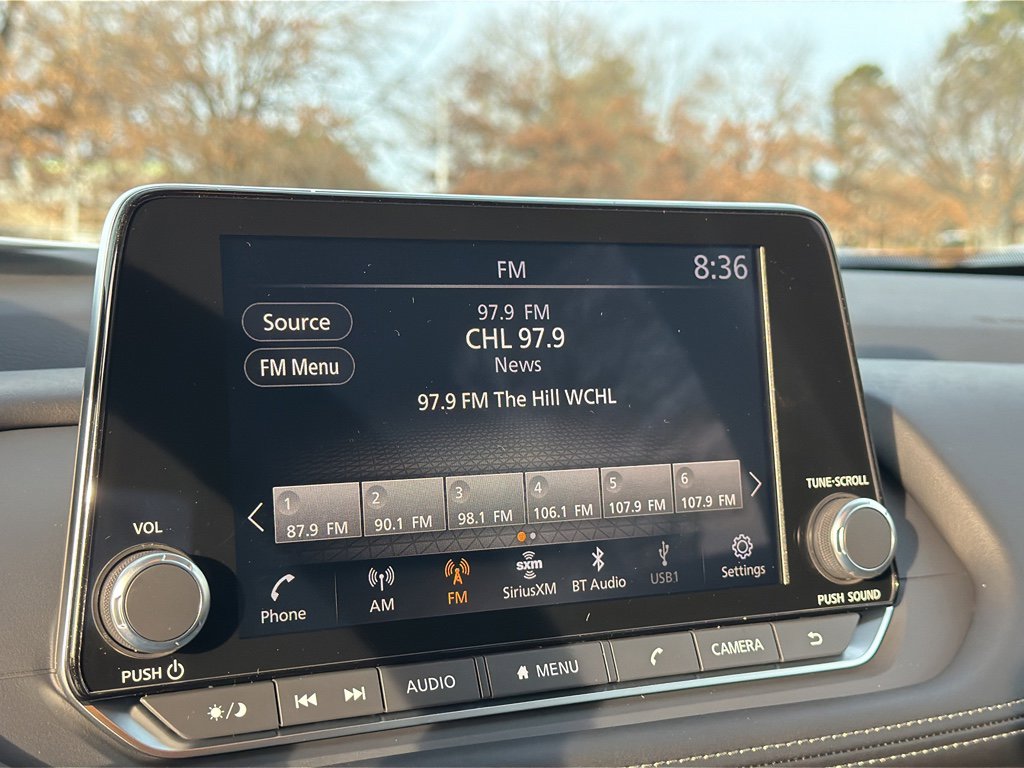 FM
8:36
Source
FM Menu
97.9 FM
CHL 97.9
News
97.9 FM The Hill WCHL
1 87.9 FM
2 90.1 FM
3 98.1 FM
4 106.1 FM
5 107.9 FM
6 107.9 FM
Phone
AM
FM
sxm
SiriusXM
BT Audio
USB1
Settings
VOL
PUSH
TUNE·SCROLL
PUSH SOUND
AUDIO
MENU
CAMERA